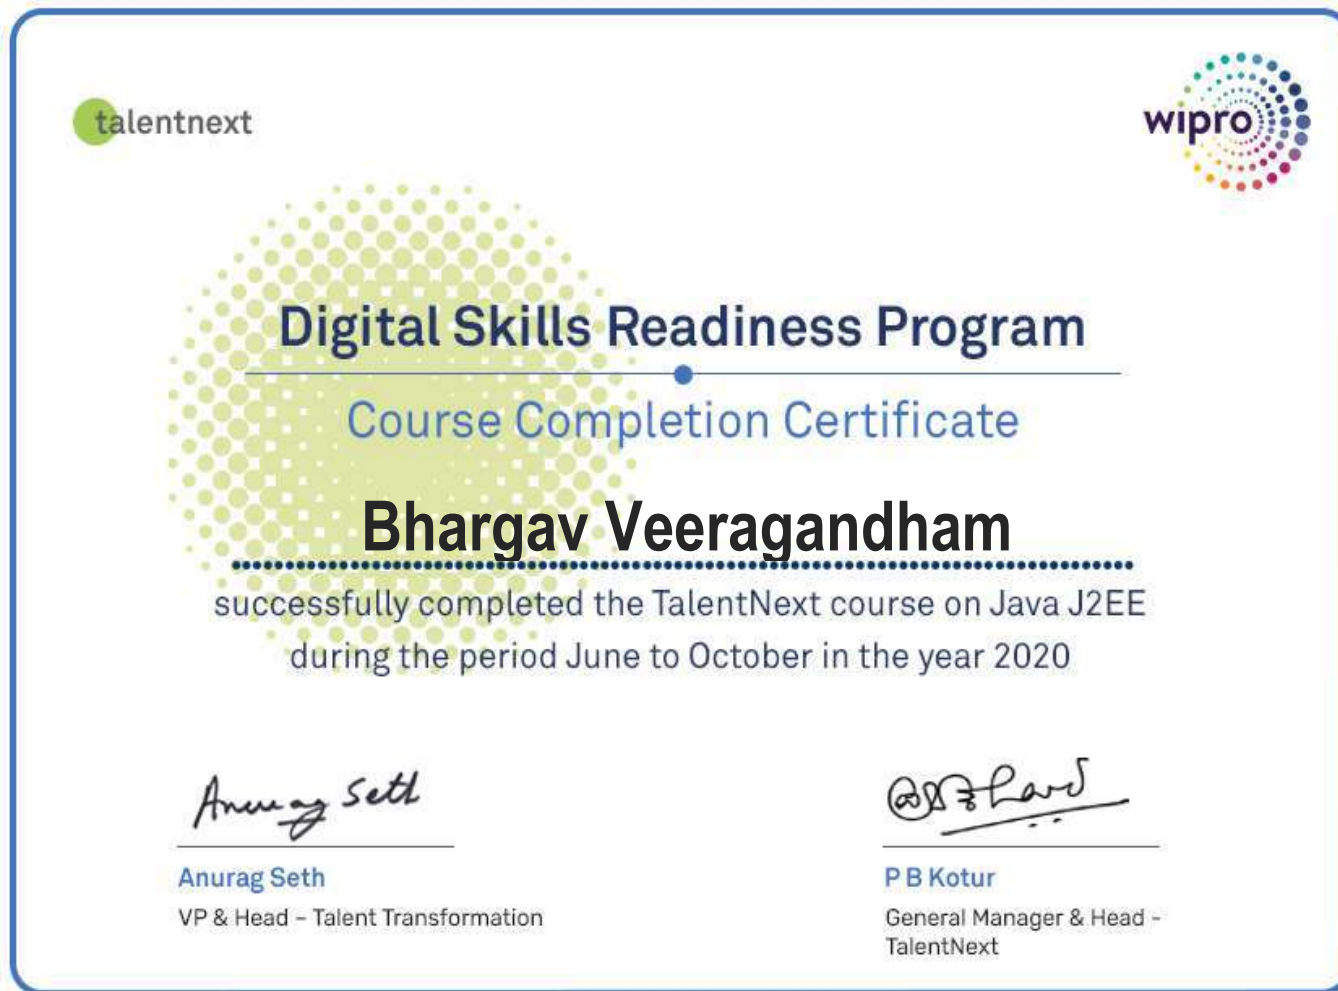 talentnext
wipro
Digital Skills Readiness Program
Course Completion Certificate
Bhargav Veeragandham
successfully completed the TalentNext course on Java J2EE
during the period June to October in the year 2020
Anurag Seth
Anurag Seth
VP & Head – Talent Transformation
P B Kotur
General Manager & Head -
TalentNext